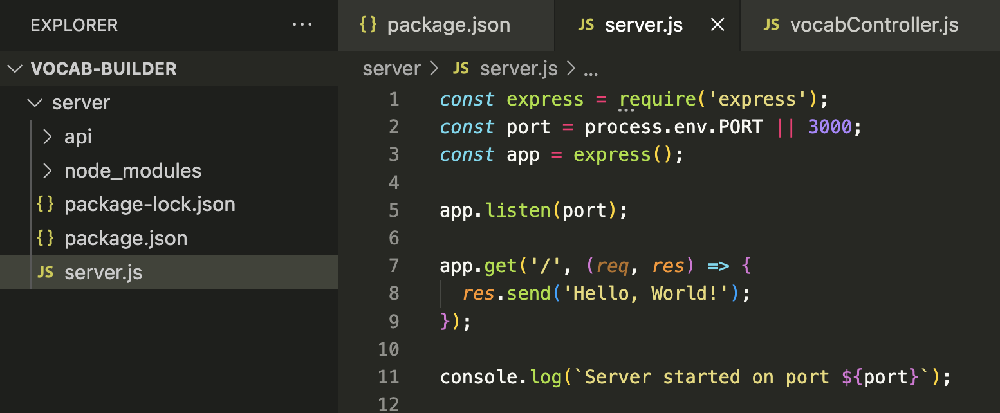 EXPLORER ...
{} package.json JS server.js × JS vocabController.js
VOCAB-BUILDER
server > JS server.js > ...
server
api
node_modules
{} package-lock.json
{} package.json
JS server.js
1 const express = require('express');
2 const port = process.env.PORT || 3000;
3 const app = express();
4
5 app.listen(port);
6
7 app.get('/', (req, res) => {
8   res.send('Hello, World!');
9 });
10
11 console.log(`Server started on port ${port}`);
12